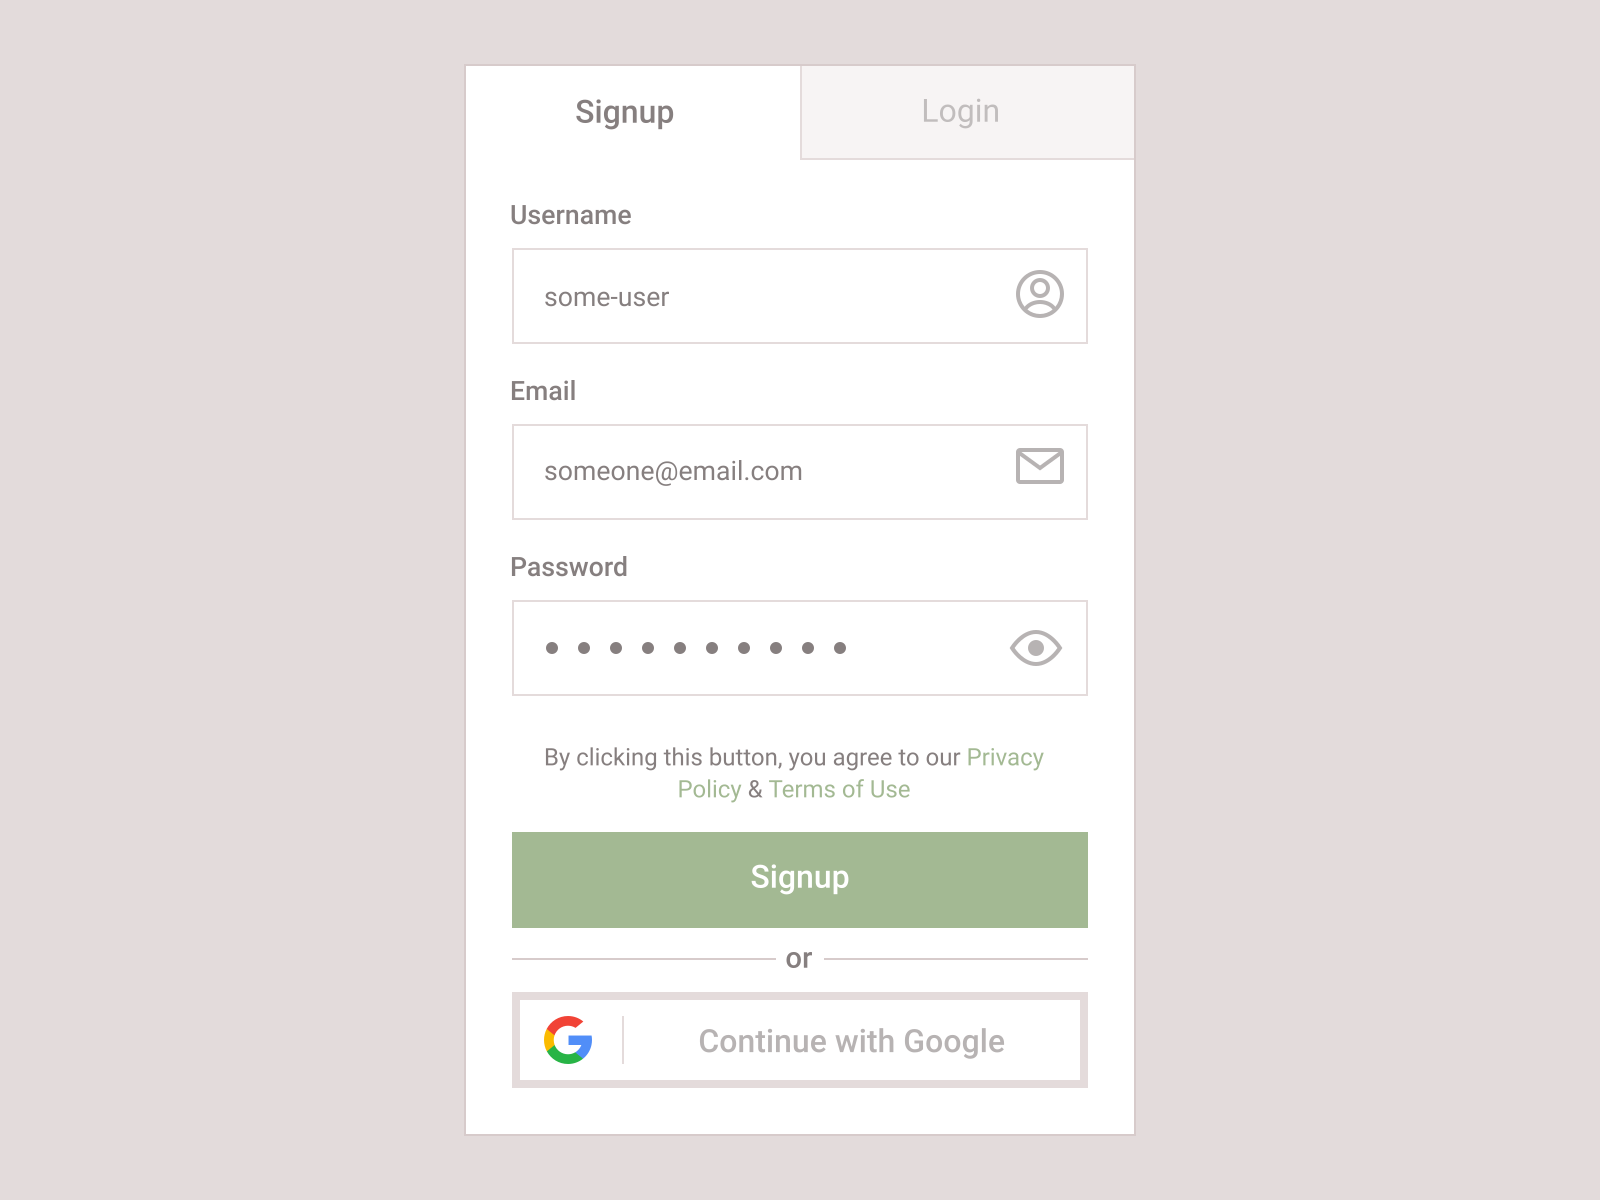 Signup
Login
Username
some-user
Email
someone@email.com
Password
By clicking this button, you agree to our Privacy
Policy & Terms of Use
Signup
or
Continue with Google